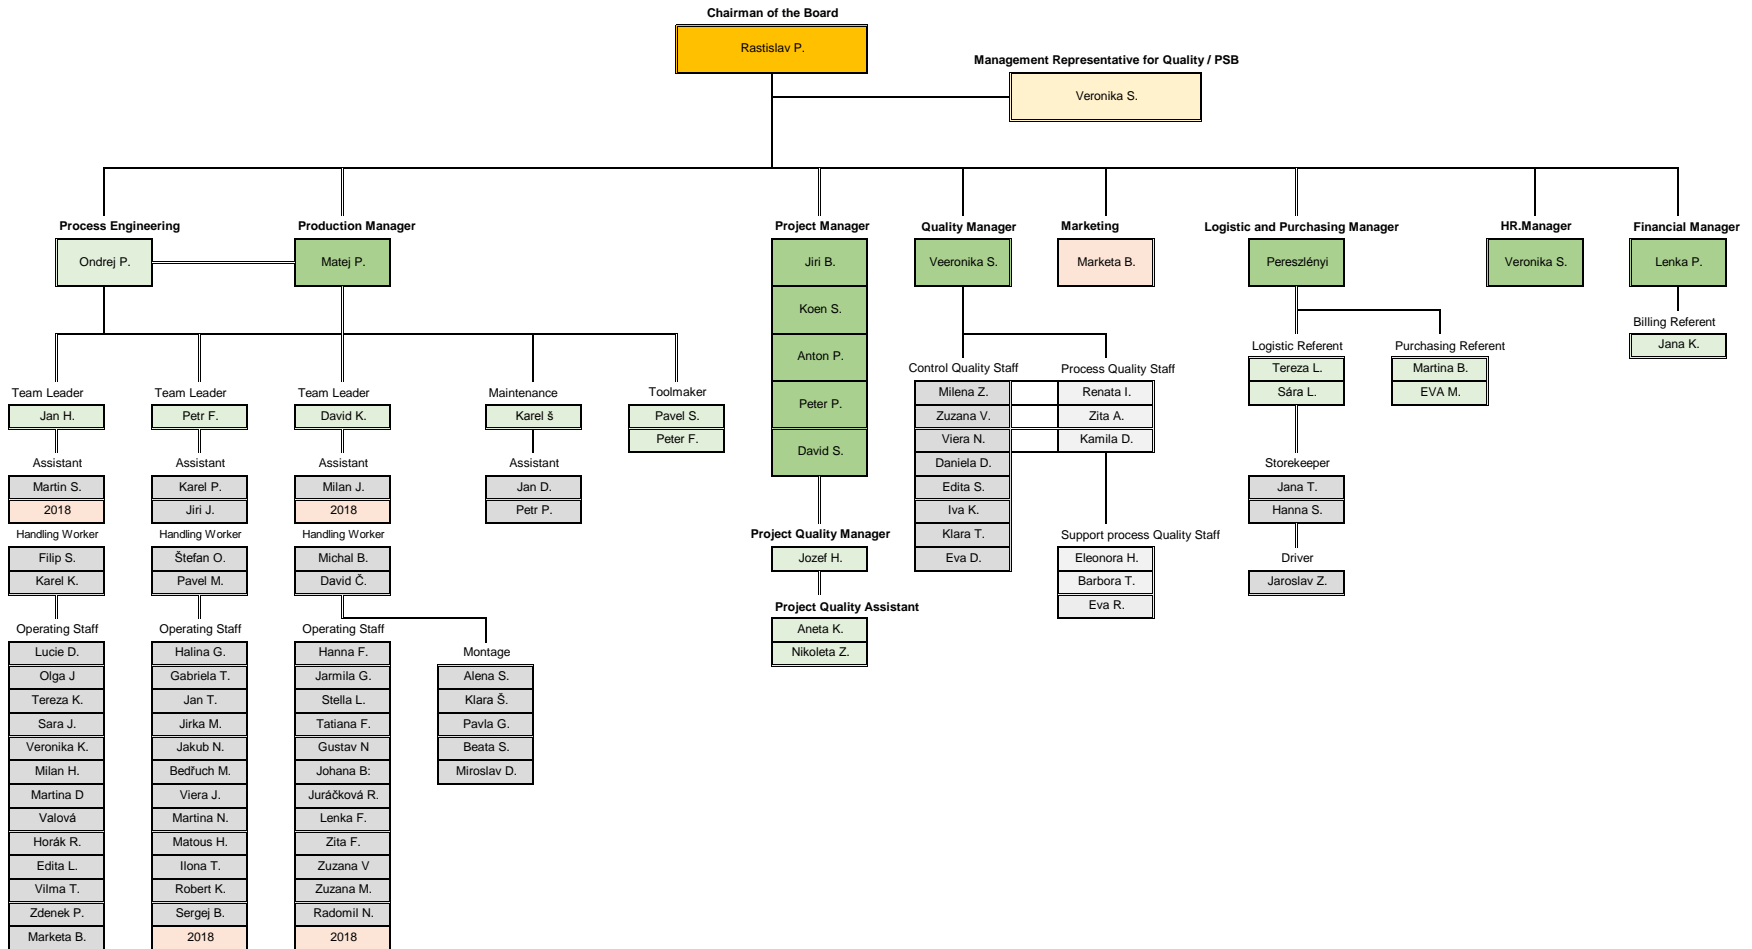 Chairman of the Board
Rastislav P.
Management Representative for Quality / PSB
Veronika S.
Process Engineering
Ondrej P.
Production Manager
Matej P.
Project Manager
Jiri B.
Koen S.
Anton P.
Peter P.
David S.
Quality Manager
Veeronika S.
Marketing
Marketa B.
Logistic and Purchasing Manager
Pereszlényi
HR.Manager
Veronika S.
Financial Manager
Lenka P.
Billing Referent
Jana K.
Team Leader
Jan H.
Assistant
Martin S.
2018
Handling Worker
Filip S.
Karel K.
Operating Staff
Lucie D.
Olga J
Tereza K.
Sara J.
Veronika K.
Milan H.
Martina D
Valová
Horák R.
Edita L.
Vilma T.
Zdenek P.
Marketa B.
Team Leader
Petr F.
Assistant
Karel P.
Jiri J.
Handling Worker
Štefan O.
Pavel M.
Operating Staff
Halina G.
Gabriela T.
Jan T.
Jirka M.
Jakub N.
Bedřuch M.
Viera J.
Martina N.
Matous H.
Ilona T.
Robert K.
Sergej B.
2018
Team Leader
David K.
Assistant
Milan J.
2018
Handling Worker
Michal B.
David Č.
Operating Staff
Hanna F.
Jarmila G.
Stella L.
Tatiana F.
Gustav N
Johana B:
Juráčková R.
Lenka F.
Zita F.
Zuzana V
Zuzana M.
Radomil N.
2018
Montage
Alena S.
Klara Š.
Pavla G.
Beata S.
Miroslav D.
Maintenance
Karel š
Assistant
Jan D.
Petr P.
Toolmaker
Pavel S.
Peter F.
Project Quality Manager
Jozef H.
Project Quality Assistant
Aneta K.
Nikoleta Z.
Control Quality Staff
Milena Z.
Zuzana V.
Viera N.
Daniela D.
Edita S.
Iva K.
Klara T.
Eva D.
Process Quality Staff
Renata I.
Zita A.
Kamila D.
Support process Quality Staff
Eleonora H.
Barbora T.
Eva R.
Logistic Referent
Tereza L.
Sára L.
Storekeeper
Jana T.
Hanna S.
Driver
Jaroslav Z.
Purchasing Referent
Martina B.
EVA M.